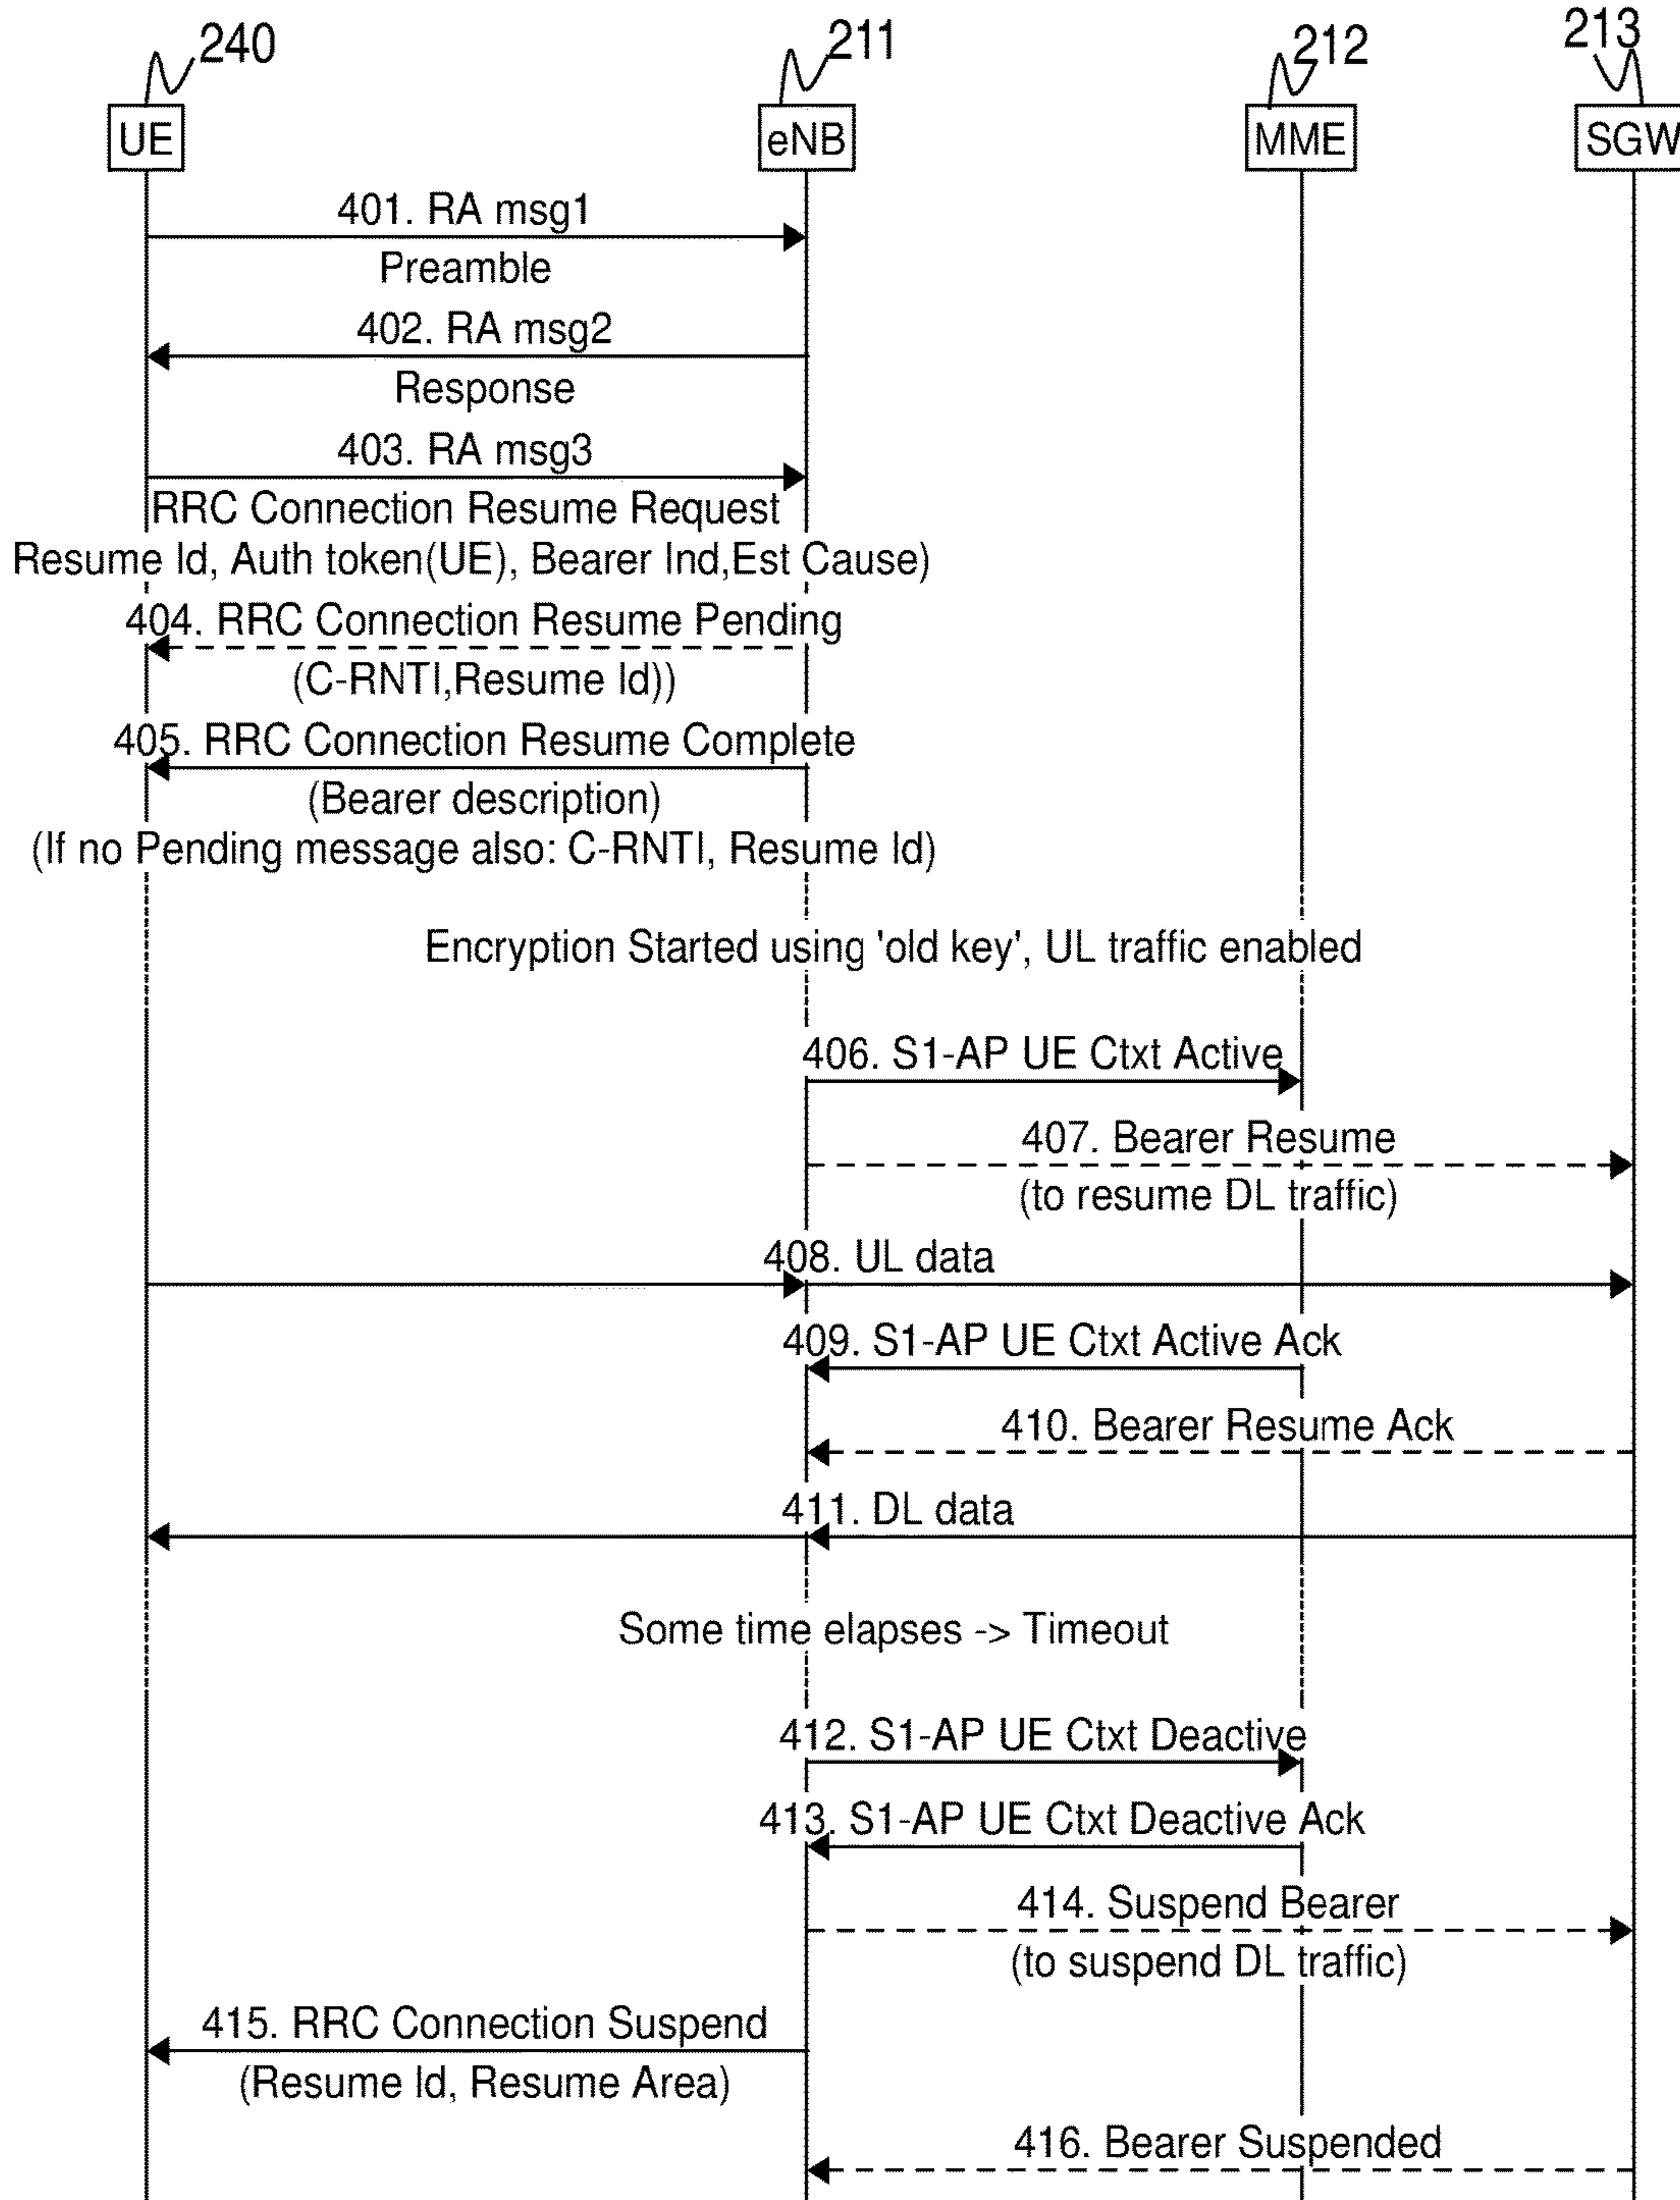 240
211
212
213
UE
eNB
MME
SGW
401. RA msg1
Preamble
402. RA msg2
Response
403. RA msg3
RRC Connection Resume Request
Resume Id, Auth token(UE), Bearer Ind,Est Cause)
404. RRC Connection Resume Pending
(C-RNTI,Resume Id))
405. RRC Connection Resume Complete
(Bearer description)
(If no Pending message also: C-RNTI, Resume Id)
Encryption Started using 'old key', UL traffic enabled
406. S1-AP UE Ctxt Active
407. Bearer Resume
(to resume DL traffic)
408. UL data
409. S1-AP UE Ctxt Active Ack
410. Bearer Resume Ack
411. DL data
Some time elapses -> Timeout
412. S1-AP UE Ctxt Deactive
413. S1-AP UE Ctxt Deactive Ack
414. Suspend Bearer
(to suspend DL traffic)
415. RRC Connection Suspend
(Resume Id, Resume Area)
416. Bearer Suspended